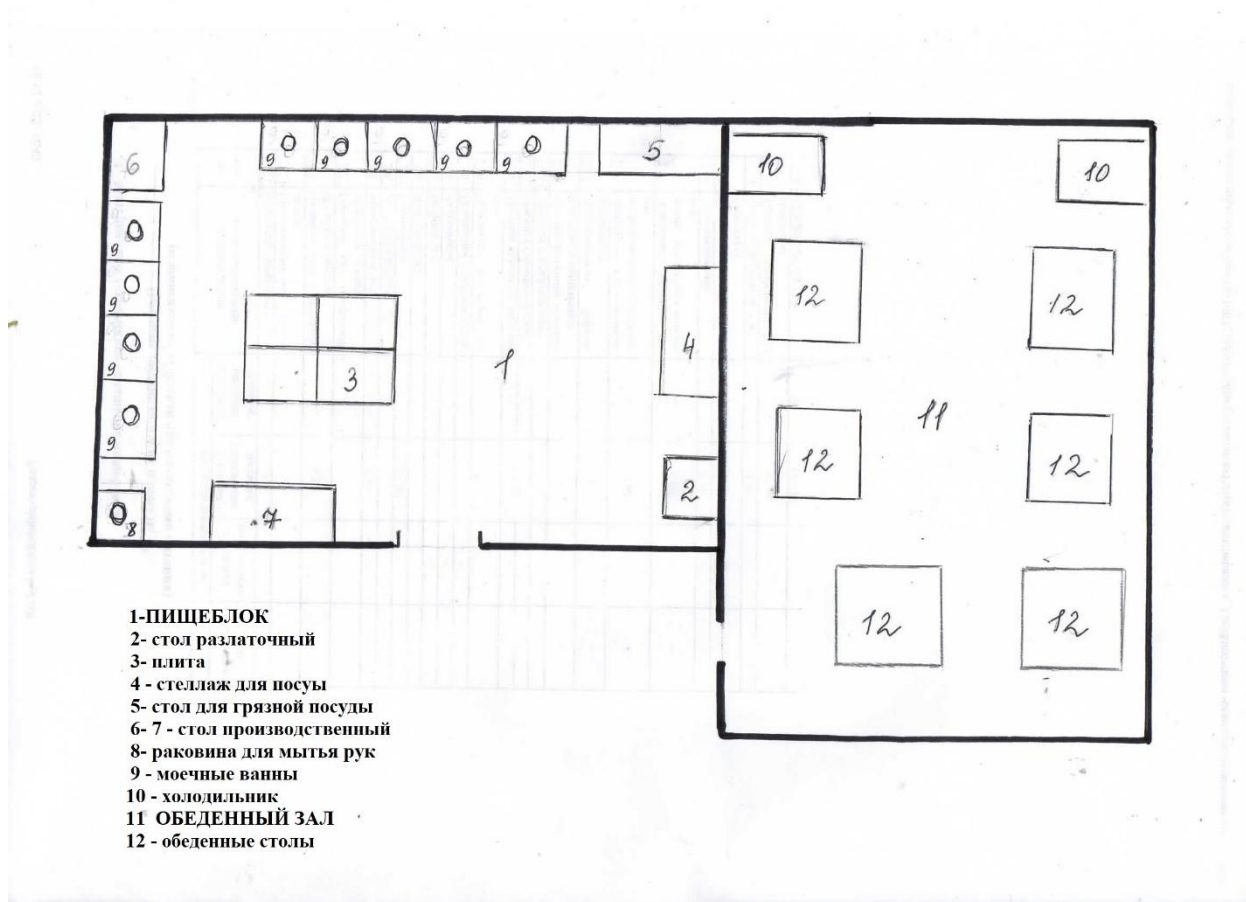 6
9 9 9 9 9
5
10
10
9
9
9
9
3
1
4
12
12
11
12
12
2
8
7
12
12
1-ПИЩЕБЛОК
2- стол разлаточный
3- плита
4 - стеллаж для посуы
5- стол для грязной посуды
6- 7 - стол производственный
8- раковина для мытья рук
9 - моечные ванны
10 - холодильник
11 ОБЕДЕННЫЙ ЗАЛ
12 - обеденные столы